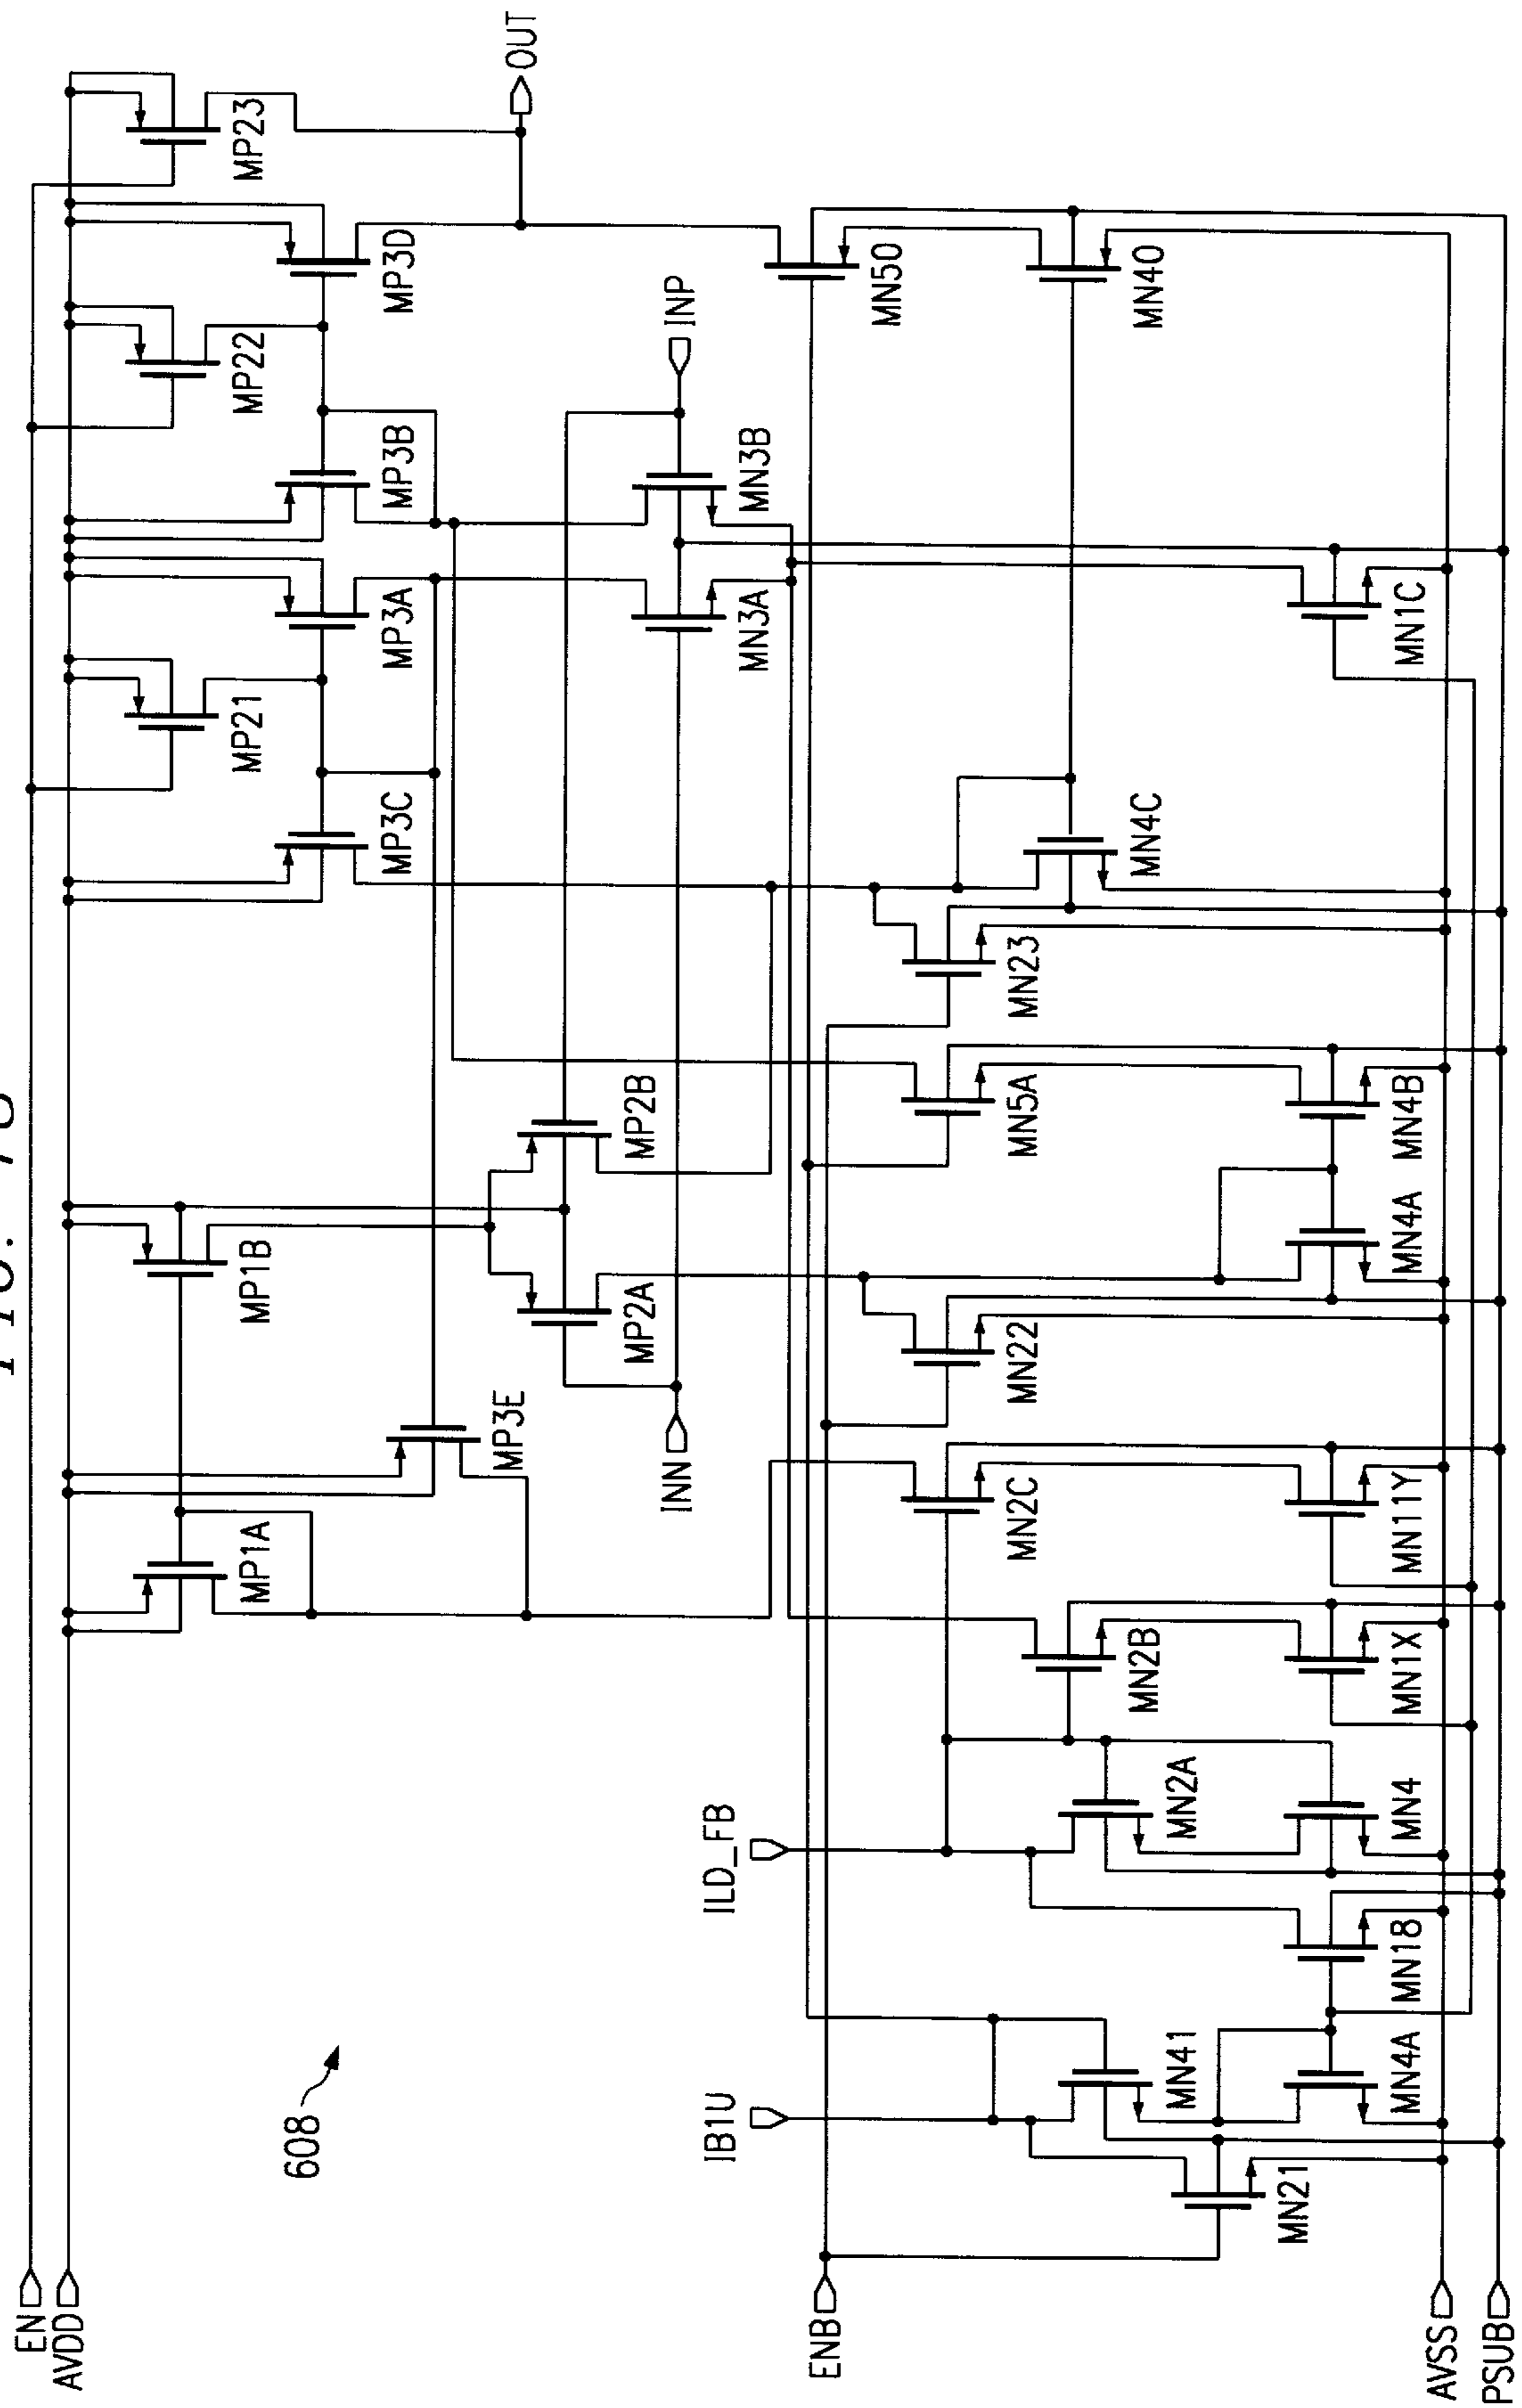 EN
AVDD
MP1A
MP1B
MP21
MP22
MP23
608
MP3C
MP3A
MP3B
MP3D
MP3E
OUT
MP2A
MP2B
INN
MN3A
MN3B
INP
IB1U
ILD_FB
ENB
MN50
MN2C
MN22
MN5A
MN23
MN41
MN2A
MN2B
MN4C
MN40
MN21
MN4A
MN18
MN4
MN1X
MN11Y
MN4A
MN4B
MN1C
AVSS
PSUB